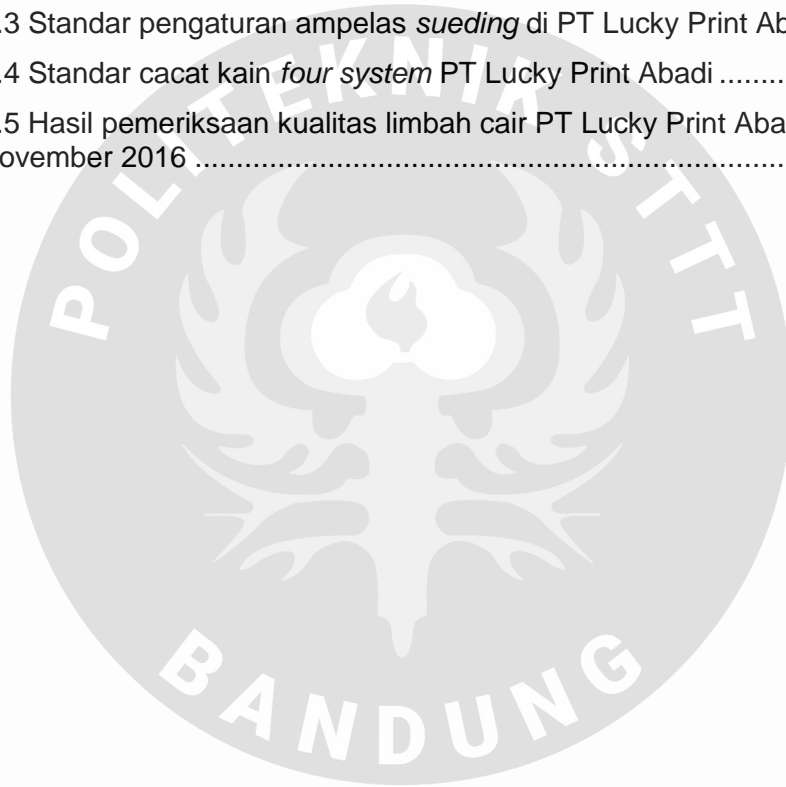 .3 Standar pengaturan ampelas sueding di PT Lucky Print Ab
.4 Standar cacat kain four system PT Lucky Print Abadi ........
.5 Hasil pemeriksaan kualitas limbah cair PT Lucky Print Aba
ovember 2016 ......................................................................
POLITEKNIK STTT
BANDUNG